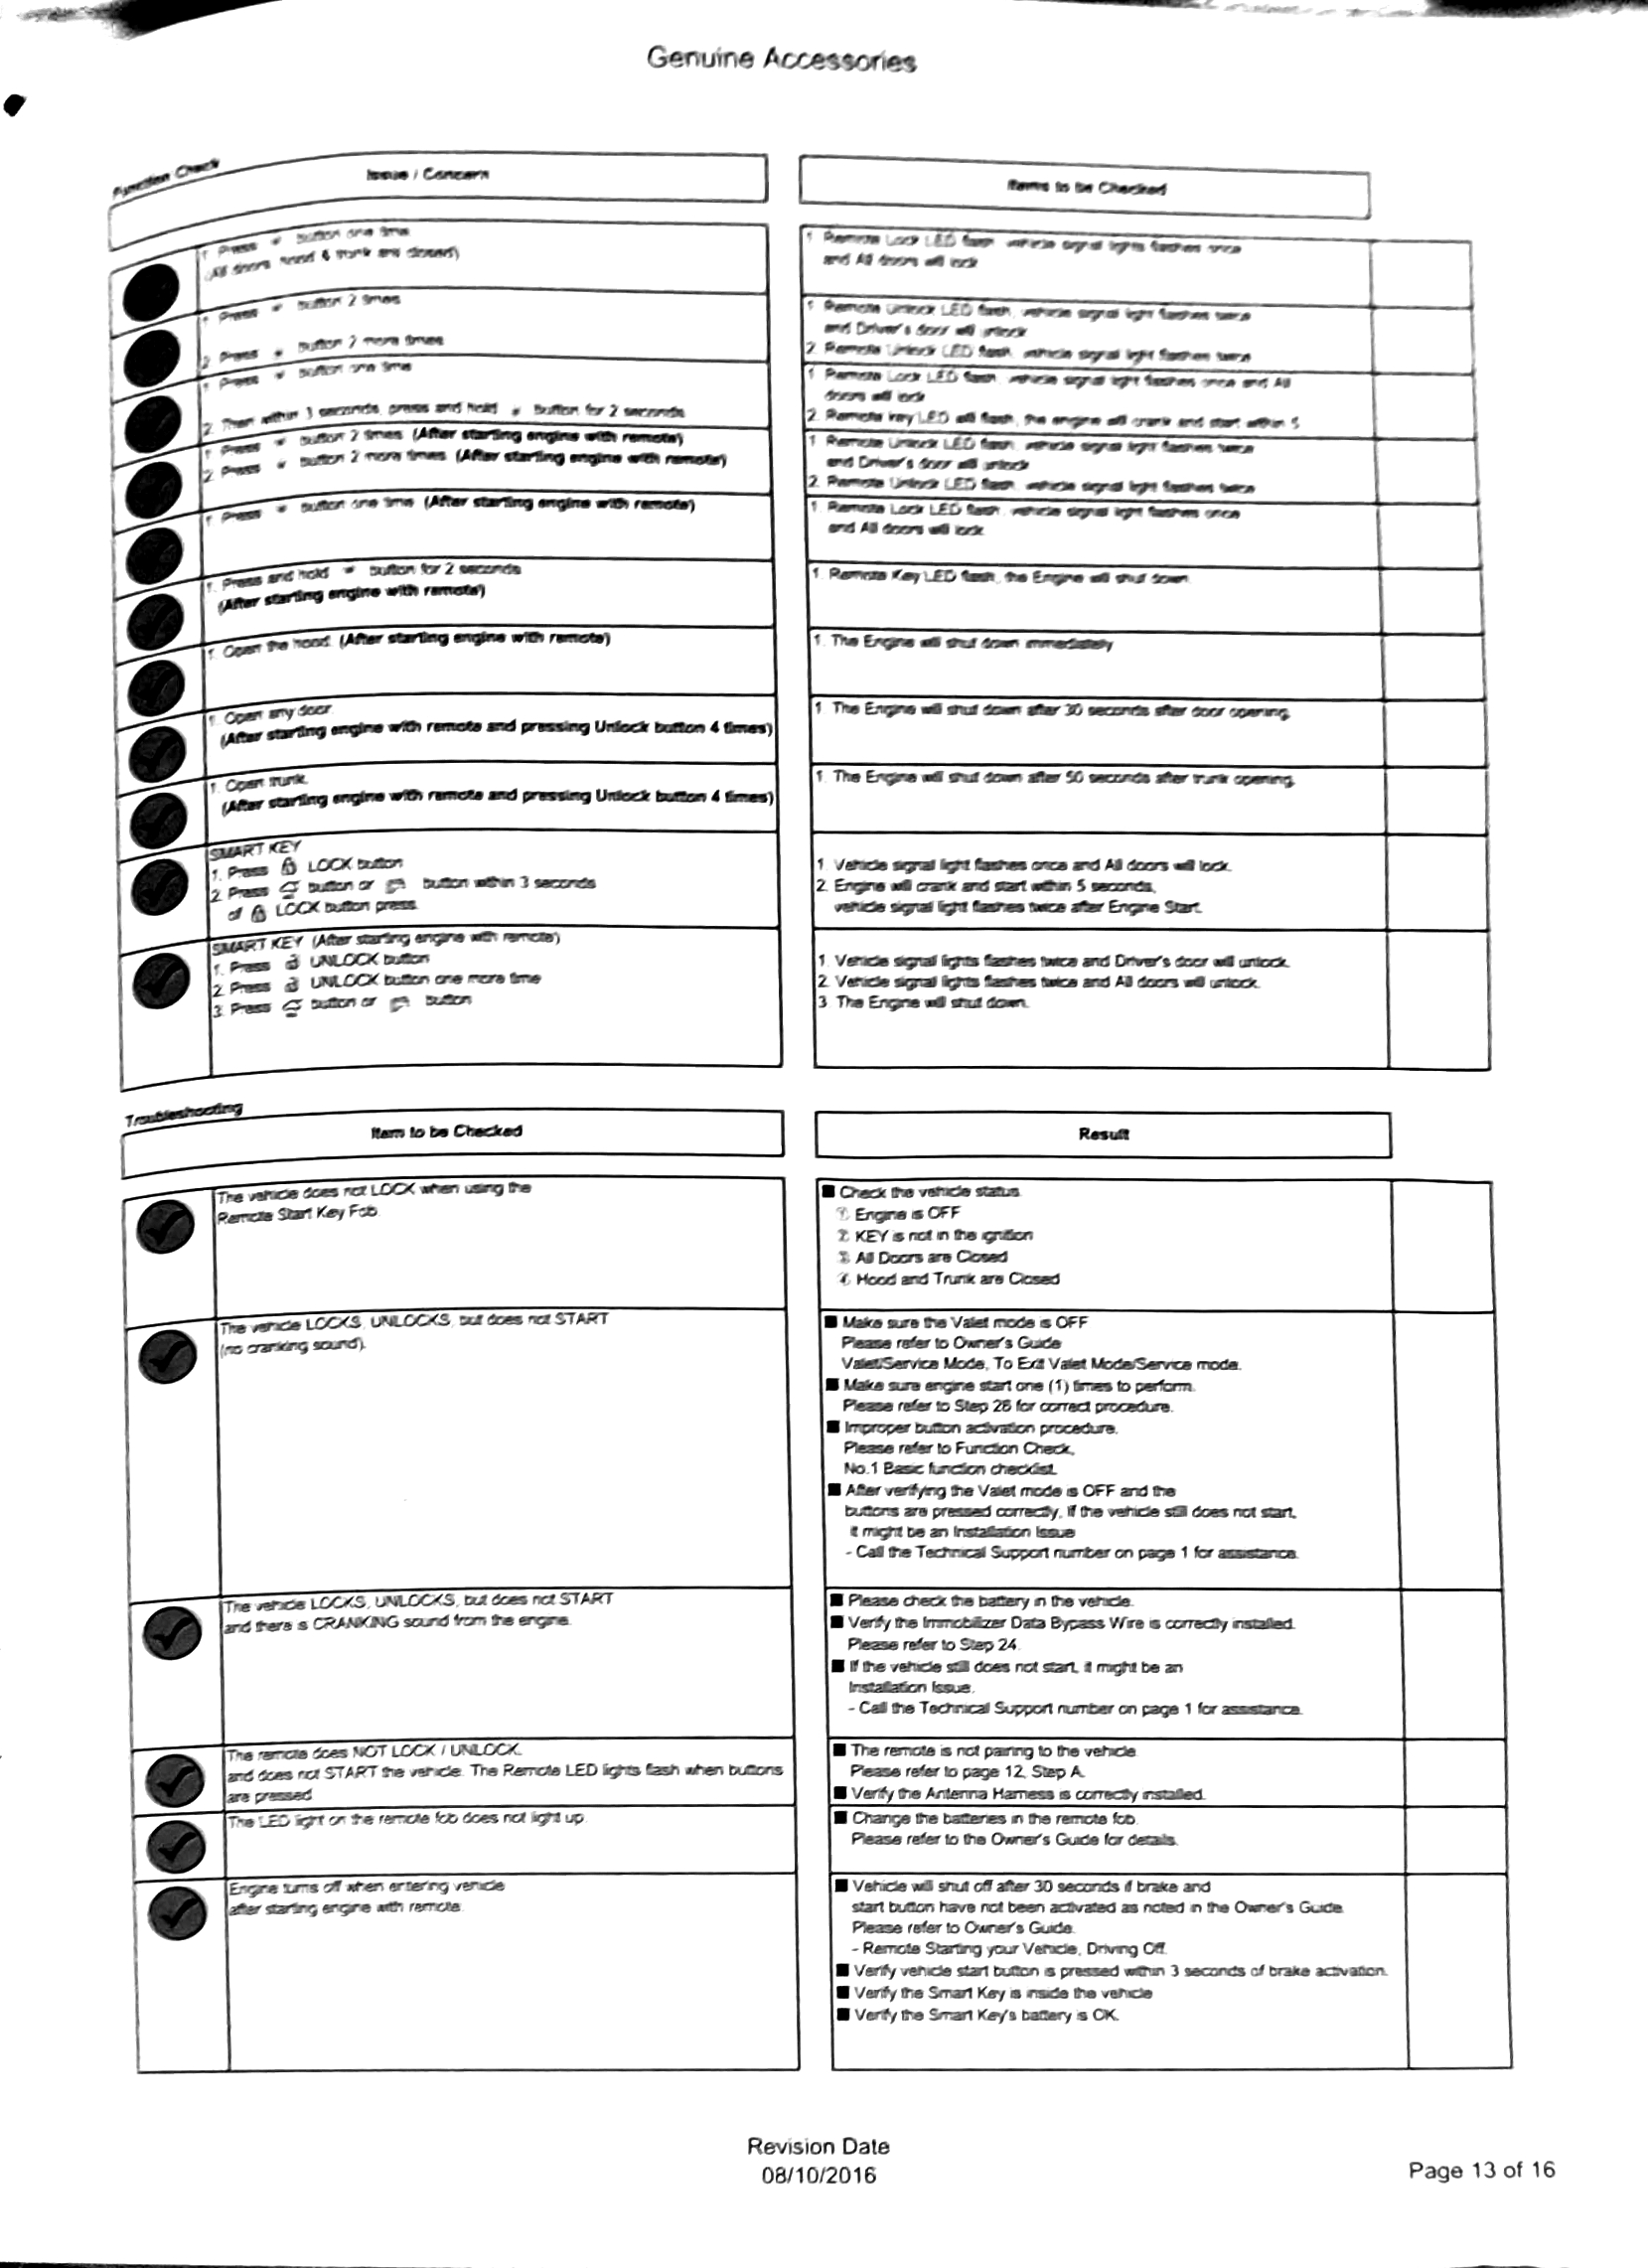 Genuine Accessories
Function Check
Issue / Concern
Items to be Checked
1. Press button one time
(All doors, hood & trunk are closed)
1. Remote Lock LED flash, vehicle signal lights flashes once
and All doors will lock
1. Press button 2 times
2. Press button 2 more times
1. Remote Unlock LED flash, vehicle signal light flashes twice
and Driver's door will unlock
2. Remote Unlock LED flash, vehicle signal light flashes twice
1. Press button one time
2. Then within 3 seconds, press and hold button for 2 seconds
1. Remote Lock LED flash, vehicle signal light flashes once and All
doors will lock
2. Remote key LED will flash, the engine will crank and start within 5
1. Press button 2 times (After starting engine with remote)
2. Press button 2 more times (After starting engine with remote)
1. Remote Unlock LED flash, vehicle signal light flashes twice
and Driver's door will unlock
2. Remote Unlock LED flash, vehicle signal light flashes twice
1. Press button one time (After starting engine with remote)
1. Remote Lock LED flash, vehicle signal light flashes once
and All doors will lock
1. Press and hold button for 2 seconds
(After starting engine with remote)
1. Remote Key LED flash, the Engine will shut down.
1. Open the hood. (After starting engine with remote)
1. The Engine will shut down immediately
1. Open any door.
(After starting engine with remote and pressing Unlock button 4 times)
1. The Engine will shut down after 30 seconds after door opening.
1. Open trunk.
(After starting engine with remote and pressing Unlock button 4 times)
1. The Engine will shut down after 50 seconds after trunk opening.
SMART KEY
1. Press LOCK button
2. Press button or button within 3 seconds
of LOCK button press.
1. Vehicle signal light flashes once and All doors will lock.
2. Engine will crank and start within 5 seconds,
vehicle signal light flashes twice after Engine Start.
SMART KEY (After starting engine with remote)
1. Press UNLOCK button
2. Press UNLOCK button one more time
3. Press button or button
1. Vehicle signal lights flashes twice and Driver's door will unlock.
2. Vehicle signal lights flashes twice and All doors will unlock.
3. The Engine will shut down.
Troubleshooting
Item to be Checked
Result
The vehicle does not LOCK when using the
Remote Start Key Fob.
■ Check the vehicle status.
① Engine is OFF
② KEY is not in the ignition
③ All Doors are Closed
④ Hood and Trunk are Closed
The vehicle LOCKS, UNLOCKS, but does not START
(no cranking sound).
■ Make sure the Valet mode is OFF
Please refer to Owner's Guide
Valet/Service Mode, To Exit Valet Mode/Service mode.
■ Make sure engine start one (1) times to perform.
Please refer to Step 26 for correct procedure.
■ Improper button activation procedure.
Please refer to Function Check,
No.1 Basic function checklist.
■ After verifying the Valet mode is OFF and the
buttons are pressed correctly, If the vehicle still does not start,
it might be an Installation Issue
- Call the Technical Support number on page 1 for assistance.
The vehicle LOCKS, UNLOCKS, but does not START
and there is CRANKING sound from the engine.
■ Please check the battery in the vehicle.
■ Verify the Immobilizer Data Bypass Wire is correctly installed.
Please refer to Step 24.
■ If the vehicle still does not start, it might be an
Installation Issue.
- Call the Technical Support number on page 1 for assistance.
The remote does NOT LOCK / UNLOCK,
and does not START the vehicle. The Remote LED lights flash when buttons
are pressed
■ The remote is not pairing to the vehicle.
Please refer to page 12, Step A.
■ Verify the Antenna Harness is correctly installed.
The LED light on the remote fob does not light up.
■ Change the batteries in the remote fob.
Please refer to the Owner's Guide for details.
Engine turns off when entering vehicle
after starting engine with remote.
■ Vehicle will shut off after 30 seconds if brake and
start button have not been activated as noted in the Owner's Guide.
Please refer to Owner's Guide.
- Remote Starting your Vehicle, Driving Off.
■ Verify vehicle start button is pressed within 3 seconds of brake activation.
■ Verify the Smart Key is inside the vehicle
■ Verify the Smart Key's battery is OK.
Revision Date
08/10/2016
Page 13 of 16